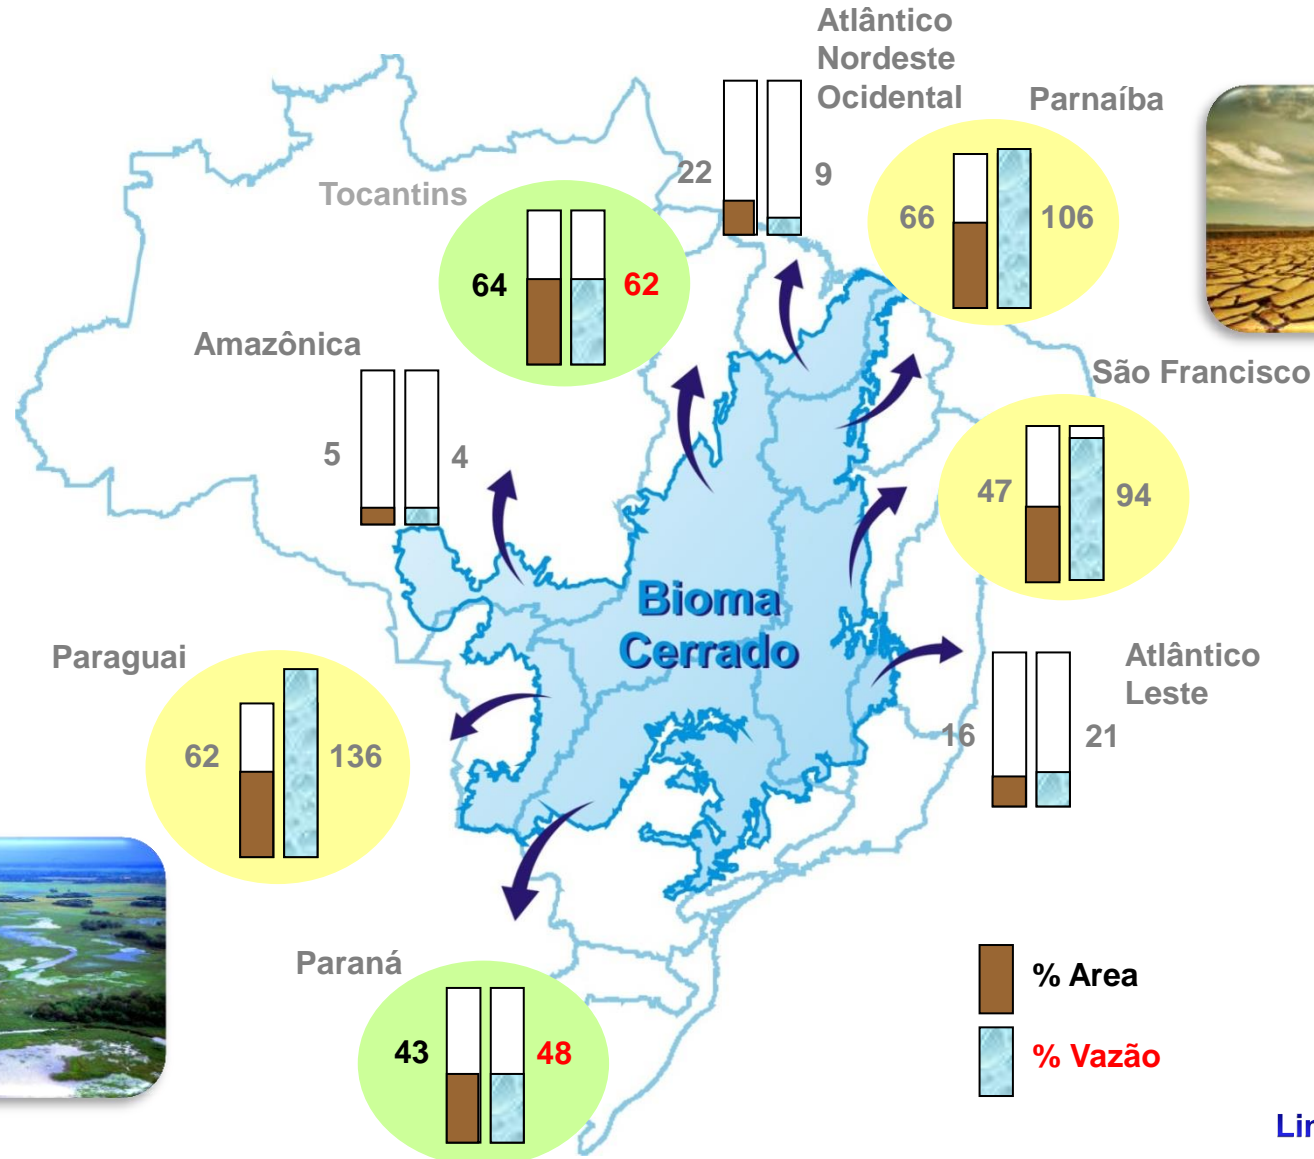 Atlântico
Nordeste
Ocidental
Parnaíba
22
9
Tocantins
66
106
64
62
Amazônica
São Francisco
5
4
47
94
Bioma
Cerrado
Paraguai
Atlântico
Leste
62
136
16
21
Paraná
% Area
43
48
% Vazão